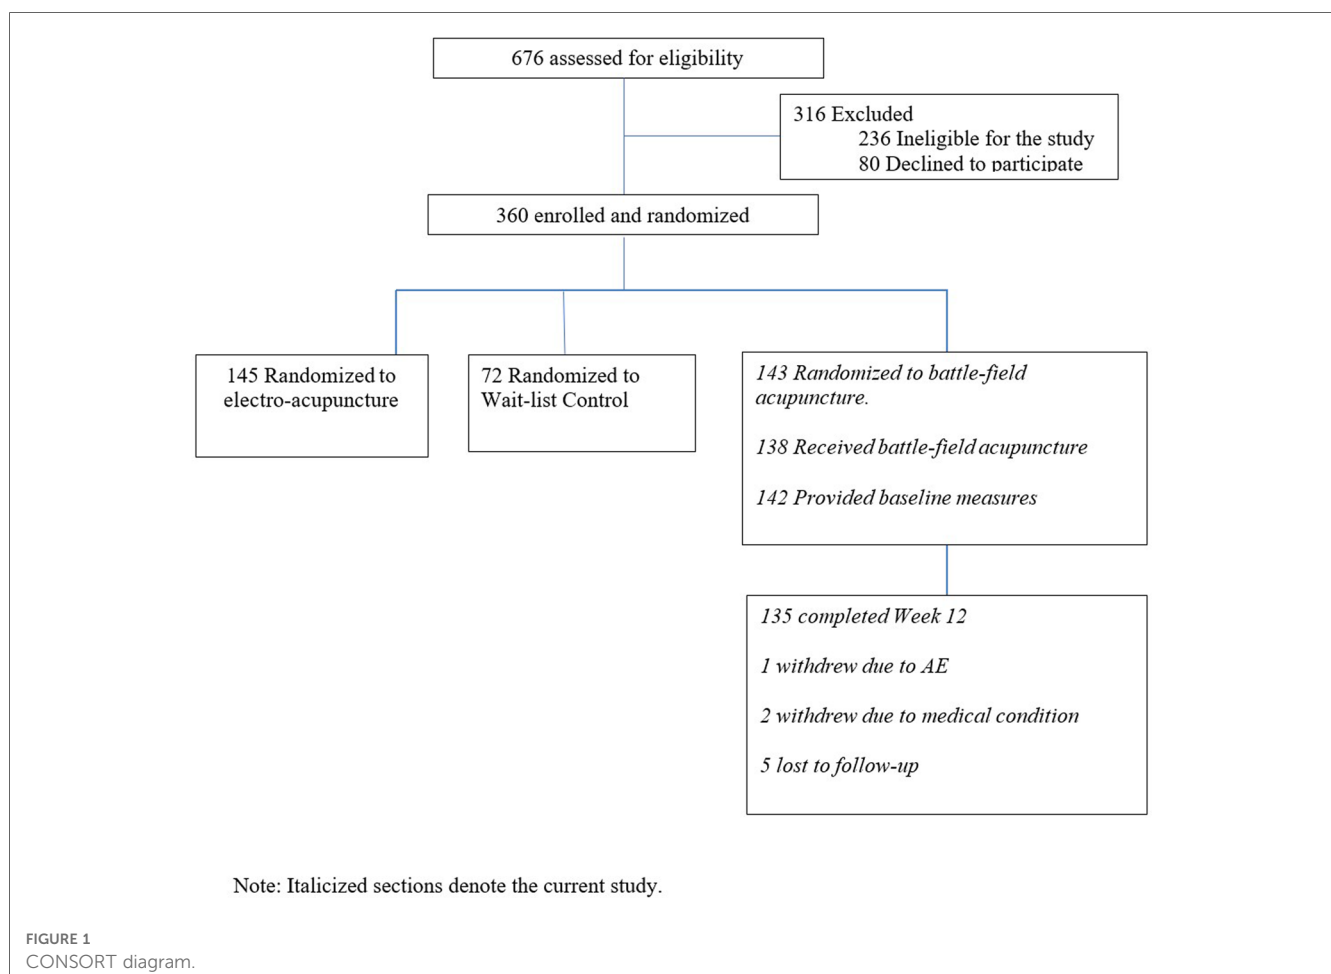 676 assessed for eligibility
316 Excluded
236 Ineligible for the study
80 Declined to participate
360 enrolled and randomized
145 Randomized to
electro-acupuncture
72 Randomized to
Wait-list Control
143 Randomized to battle-field
acupuncture.
138 Received battle-field acupuncture
142 Provided baseline measures
135 completed Week 12
1 withdrew due to AE
2 withdrew due to medical condition
5 lost to follow-up
Note: Italicized sections denote the current study.
FIGURE 1
CONSORT diagram.